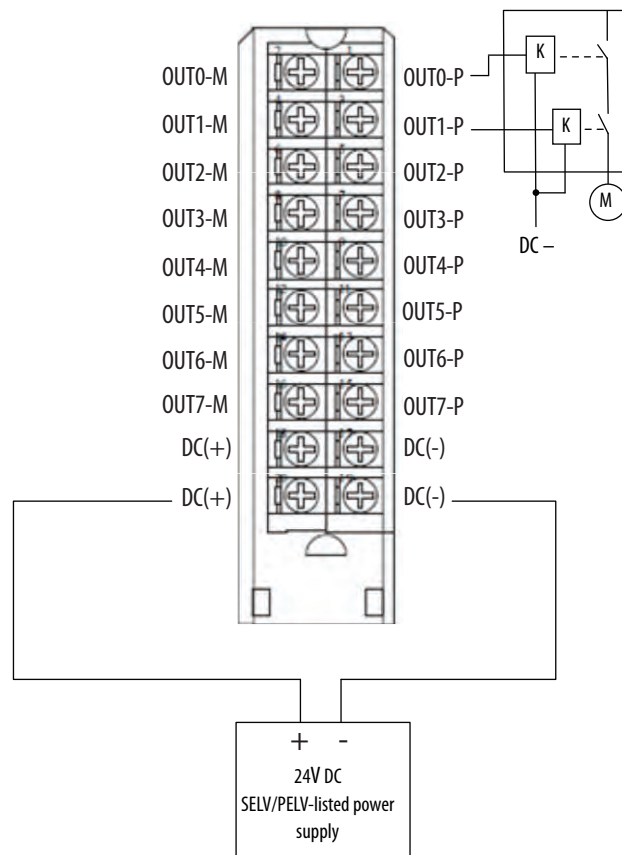 OUT0-M OUT0-P K
OUT1-M OUT1-P K
OUT2-M OUT2-P
OUT3-M OUT3-P M
DC –
OUT4-M OUT4-P
OUT5-M OUT5-P
OUT6-M OUT6-P
OUT7-M OUT7-P
DC(+) DC(-)
DC(+) DC(-)
+ -
24V DC
SELV/PELV-listed power
supply